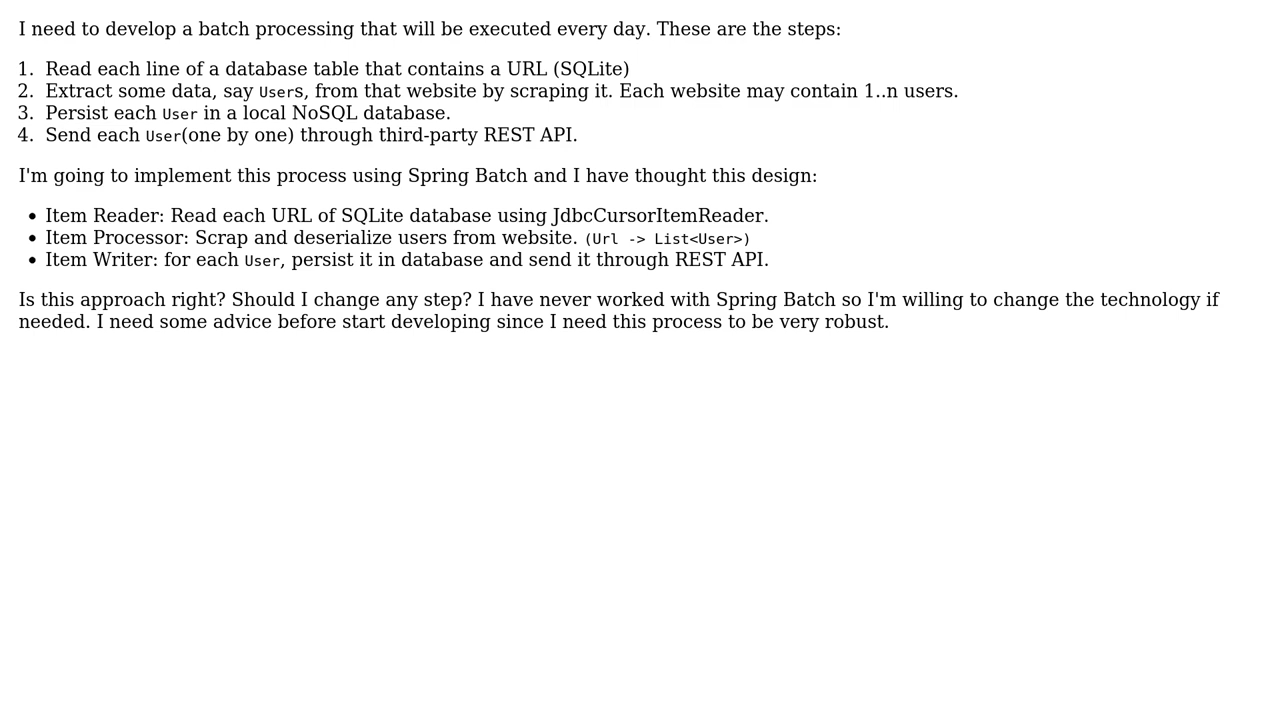 I need to develop a batch processing that will be executed every day. These are the steps:
1. Read each line of a database table that contains a URL (SQLite)
2. Extract some data, say Users, from that website by scraping it. Each website may contain 1..n users.
3. Persist each User in a local NoSQL database.
4. Send each User(one by one) through third-party REST API.
I'm going to implement this process using Spring Batch and I have thought this design:
• Item Reader: Read each URL of SQLite database using JdbcCursorItemReader.
• Item Processor: Scrap and deserialize users from website. (Url -> List<User>)
• Item Writer: for each User, persist it in database and send it through REST API.
Is this approach right? Should I change any step? I have never worked with Spring Batch so I'm willing to change the technology if
needed. I need some advice before start developing since I need this process to be very robust.